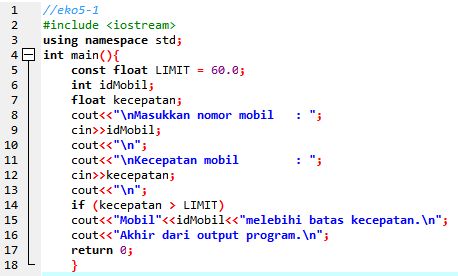 1 //eko5-1
2 #include <iostream>
3 using namespace std;
4 int main(){
5 const float LIMIT = 60.0;
6 int idMobil;
7 float kecepatan;
8 cout<<"\nMasukkan nomor mobil   : ";
9 cin>>idMobil;
10 cout<<"\n";
11 cout<<"\nKecepatan mobil        : ";
12 cin>>kecepatan;
13 cout<<"\n";
14 if (kecepatan > LIMIT)
15 cout<<"Mobil"<<idMobil<<"melebihi batas kecepatan.\n";
16 cout<<"Akhir dari output program.\n";
17 return 0;
18 }